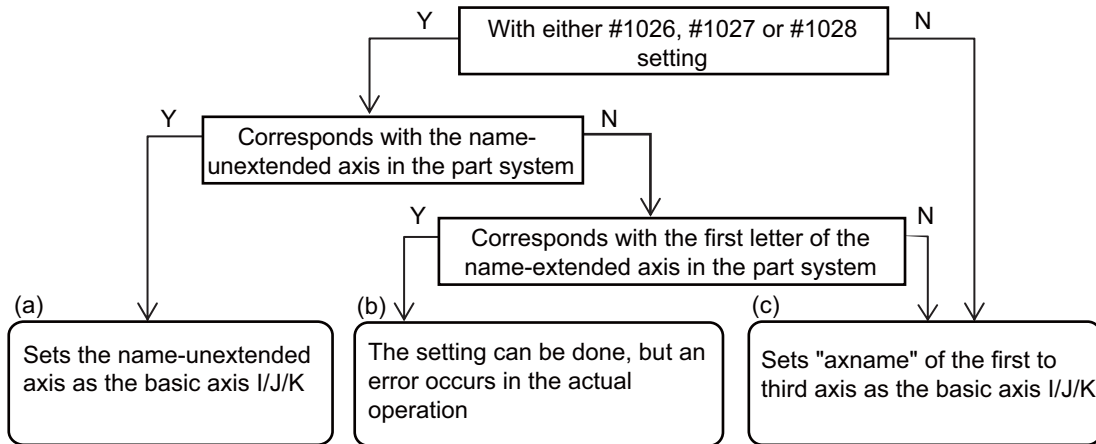 Y
With either #1026, #1027 or #1028
setting
N
Y
Corresponds with the name-
unextended axis in the part system
N
Y
Corresponds with the first letter of the
name-extended axis in the part system
N
(a)
Sets the name-unextended
axis as the basic axis I/J/K
(b)
The setting can be done, but an
error occurs in the actual
operation
(c)
Sets "axname" of the first to
third axis as the basic axis I/J/K